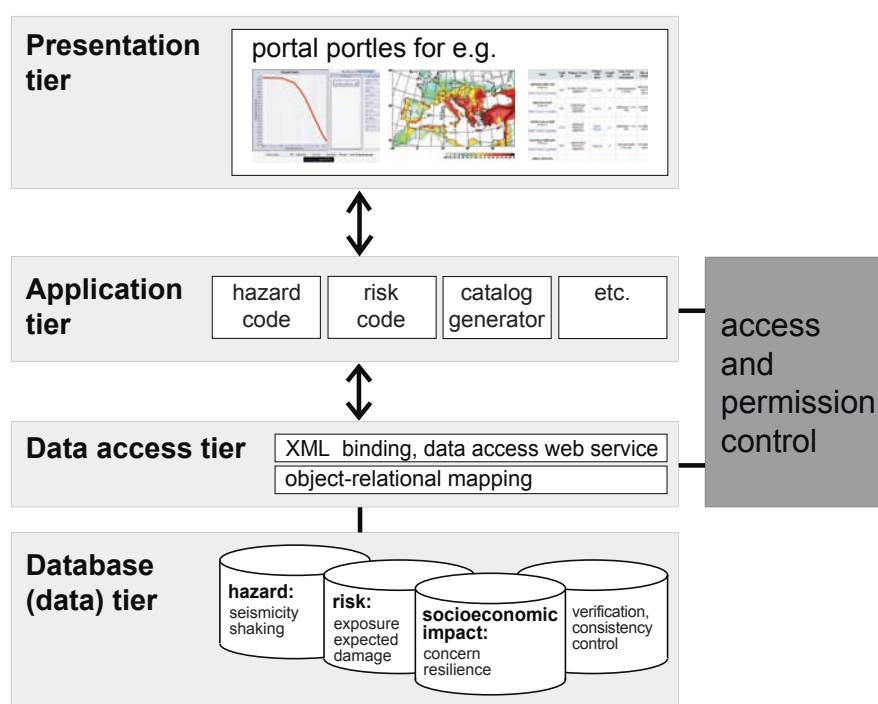 Presentation
tier
portal portles for e.g.
Application
tier
hazard
code
risk
code
catalog
generator
etc.
access
and
permission
control
Data access tier
XML binding, data access web service
object-relational mapping
Database
(data) tier
hazard:
seismicity
shaking
risk:
exposure
expected
damage
socioeconomic
impact:
concern
resilience
verification,
consistency
control